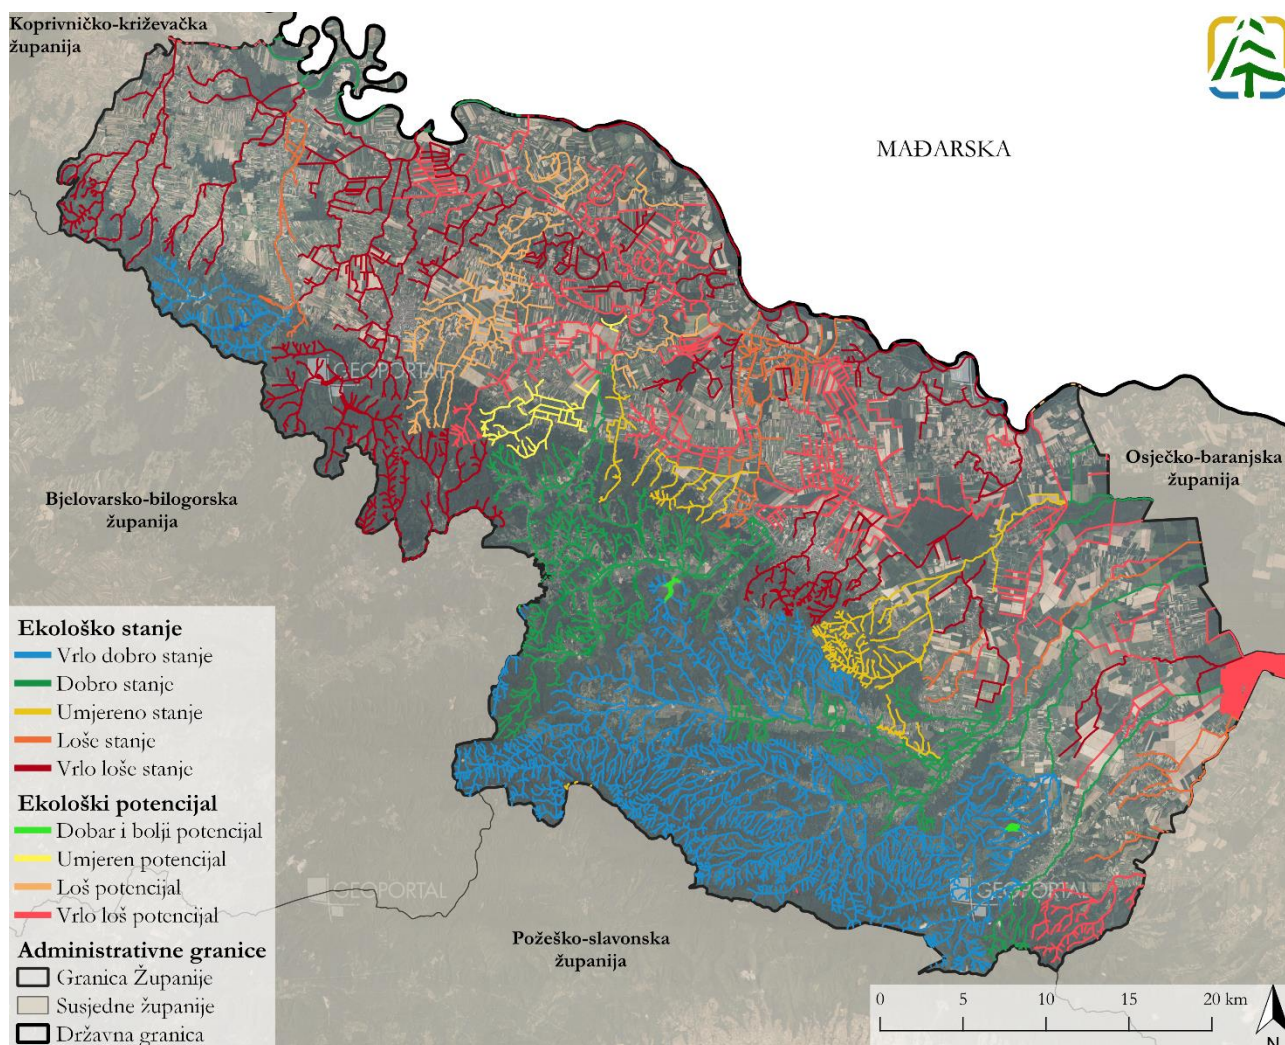 Koprivničko-križevačka
županija
MAĐARSKA
GEOPORTAL
Osječko-baranjska
županija
Bjelovarsko-bilogorska
županija
Ekološko stanje
Vrlo dobro stanje
Dobro stanje
Umjereno stanje
Loše stanje
Vrlo loše stanje
Ekološki potencijal
Dobar i bolji potencijal
Umjeren potencijal
Loš potencijal
Vrlo loš potencijal
GEOPORTAL
GEOPORTAL
Požeško-slavonska
županija
Administrativne granice
Granica Županije
Susjedne županije
Državna granica
0 5 10 15 20 km
N